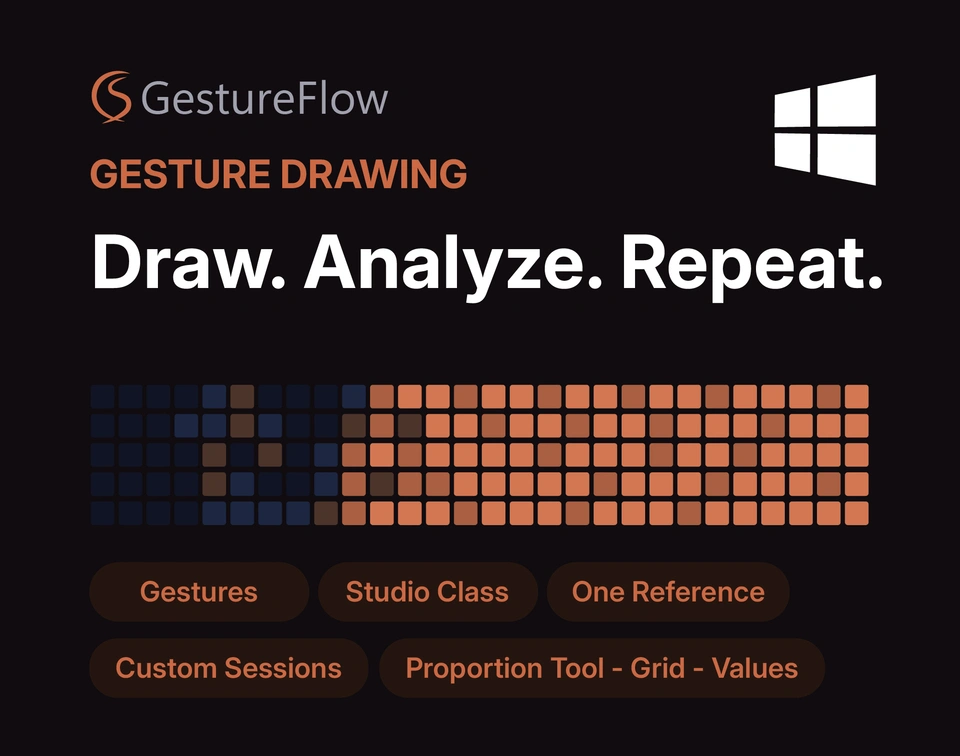 GestureFlow
GESTURE DRAWING
Draw. Analyze. Repeat.
Gestures
Studio Class
One Reference
Custom Sessions
Proportion Tool - Grid - Values